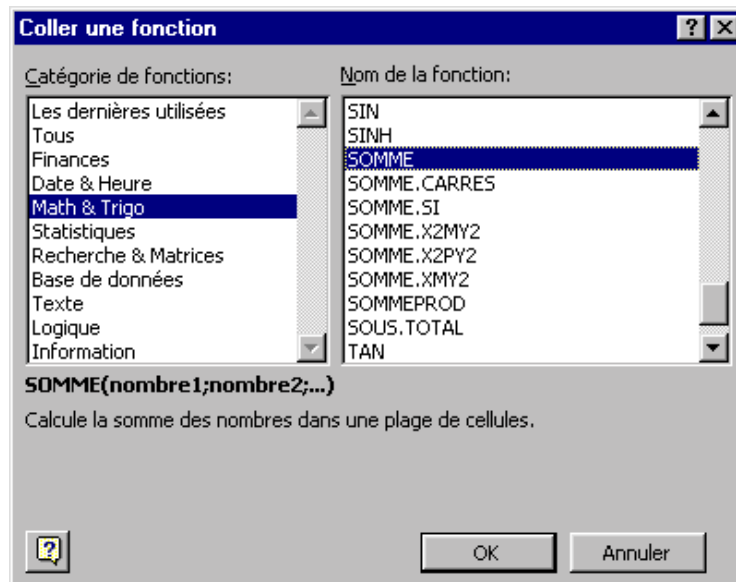 Coller une fonction
Catégorie de fonctions:
Les dernières utilisées
Tous
Finances
Date & Heure
Math & Trigo
Statistiques
Recherche & Matrices
Base de données
Texte
Logique
Information
Nom de la fonction:
SIN
SINH
SOMME
SOMME.CARRES
SOMME.SI
SOMME.X2MY2
SOMME.X2PY2
SOMME.XMY2
SOMMEPROD
SOUS.TOTAL
TAN
SOMME(nombre1;nombre2;...)
Calcule la somme des nombres dans une plage de cellules.
OK
Annuler